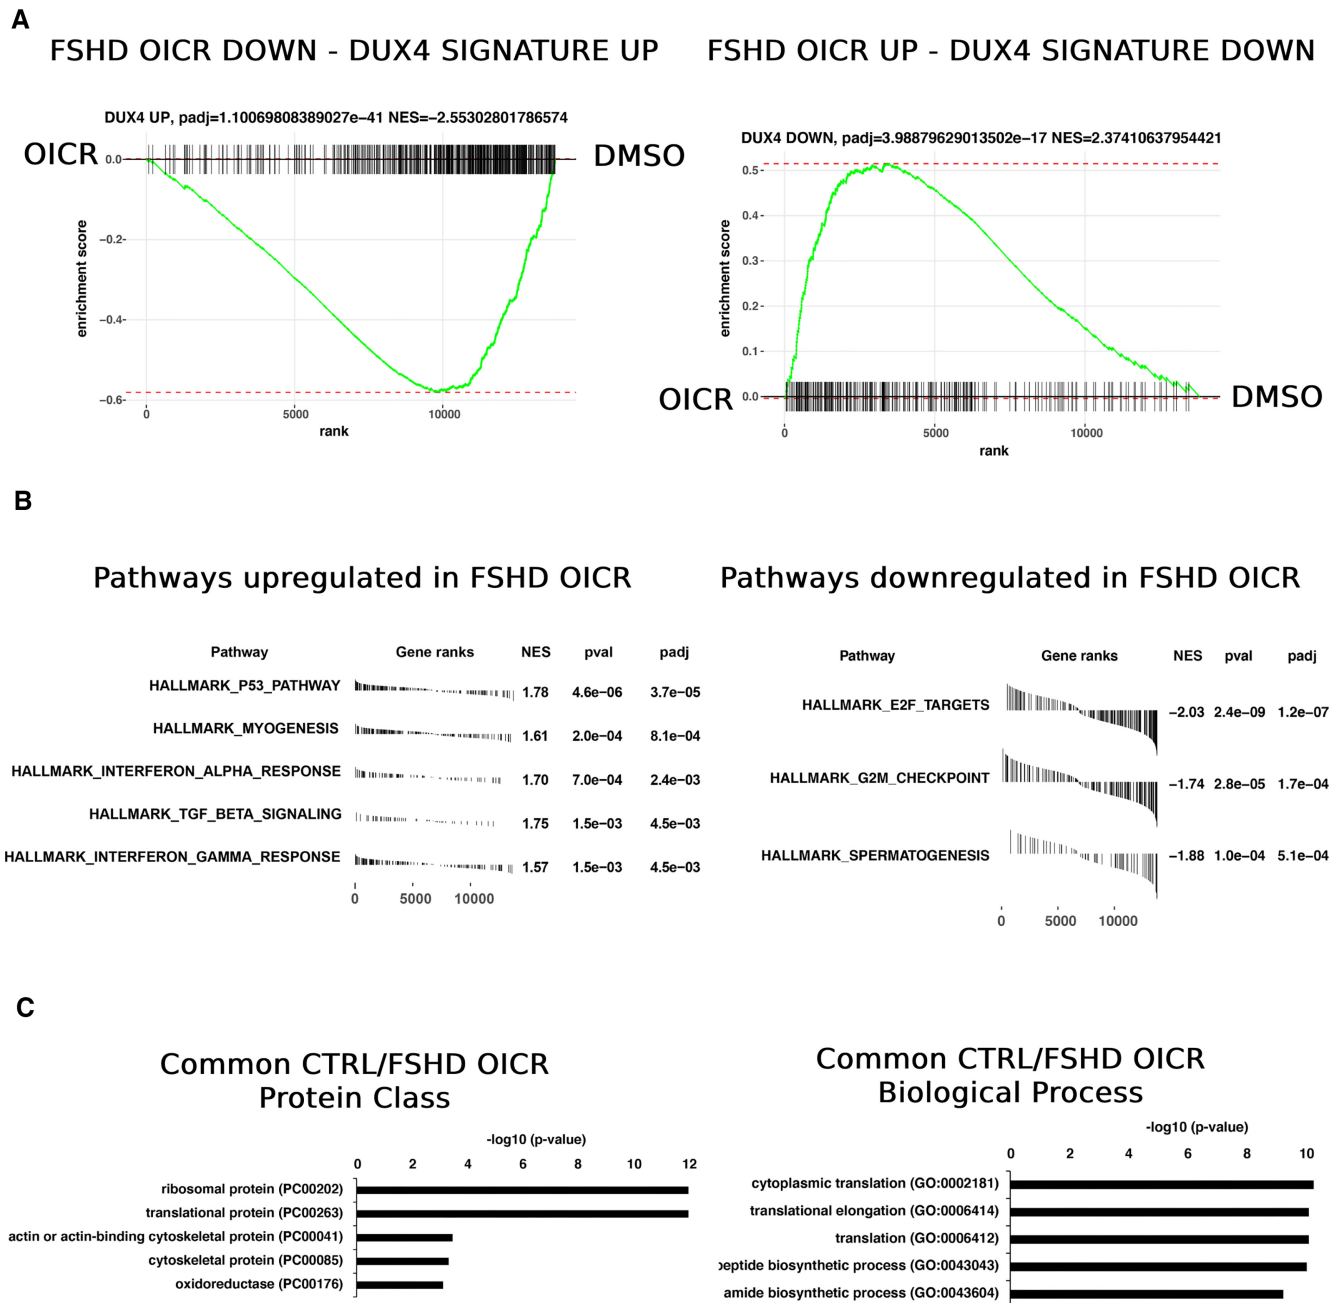 A
FSHD OICR DOWN - DUX4 SIGNATURE UP
DUX4 UP, padj=1.10069808389027e−41 NES=−2.55302801786574
OICR
DMSO
0.0
−0.2
−0.4
−0.6
enrichment score
0 5000 10000
rank
FSHD OICR UP - DUX4 SIGNATURE DOWN
DUX4 DOWN, padj=3.98879629013502e−17 NES=2.37410637954421
0.5
0.4
0.3
0.2
0.1
0.0
enrichment score
OICR
DMSO
0 5000 10000
rank
B
Pathways upregulated in FSHD OICR
Pathway Gene ranks NES pval padj
HALLMARK_P53_PATHWAY 1.78 4.6e−06 3.7e−05
HALLMARK_MYOGENESIS 1.61 2.0e−04 8.1e−04
HALLMARK_INTERFERON_ALPHA_RESPONSE 1.70 7.0e−04 2.4e−03
HALLMARK_TGF_BETA_SIGNALING 1.75 1.5e−03 4.5e−03
HALLMARK_INTERFERON_GAMMA_RESPONSE 1.57 1.5e−03 4.5e−03
0 5000 10000
Pathways downregulated in FSHD OICR
Pathway Gene ranks NES pval padj
HALLMARK_E2F_TARGETS −2.03 2.4e−09 1.2e−07
HALLMARK_G2M_CHECKPOINT −1.74 2.8e−05 1.7e−04
HALLMARK_SPERMATOGENESIS −1.88 1.0e−04 5.1e−04
0 5000 10000
C
Common CTRL/FSHD OICR
Protein Class
-log10 (p-value)
0 2 4 6 8 10 12
ribosomal protein (PC00202)
translational protein (PC00263)
actin or actin-binding cytoskeletal protein (PC00041)
cytoskeletal protein (PC00085)
oxidoreductase (PC00176)
Common CTRL/FSHD OICR
Biological Process
-log10 (p-value)
0 2 4 6 8 10
cytoplasmic translation (GO:0002181)
translational elongation (GO:0006414)
translation (GO:0006412)
peptide biosynthetic process (GO:0043043)
amide biosynthetic process (GO:0043604)